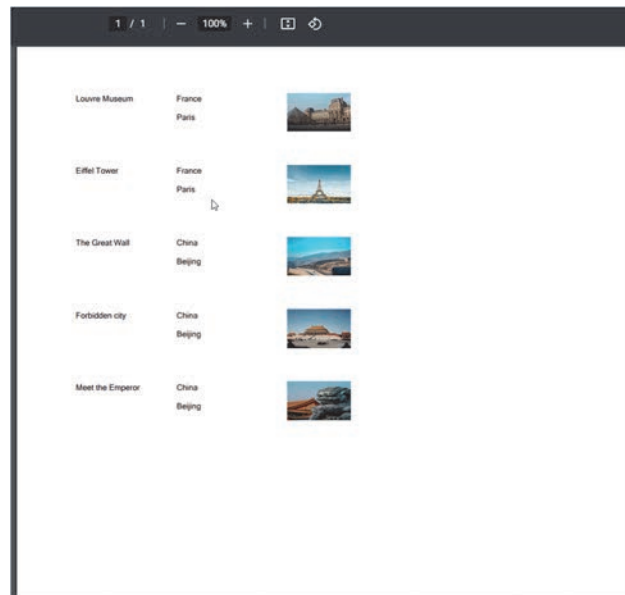 1 / 1 | − 100% + |
Louvre Museum France
Paris
Eiffel Tower France
Paris
The Great Wall China
Beijing
Forbidden city China
Beijing
Meet the Emperor China
Beijing